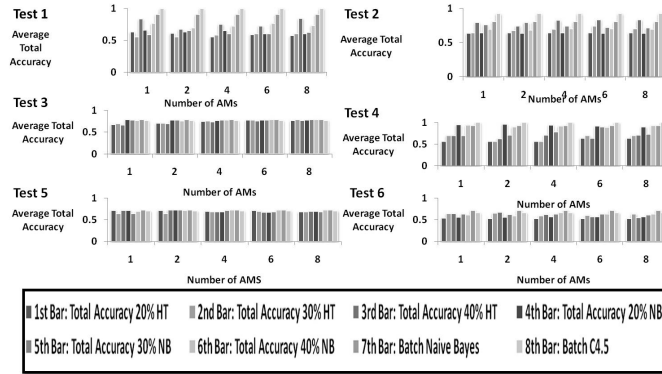 Test 1
Average Total Accuracy
1
0.5
0
1 2 4 6 8
Number of AMs
Test 2
Average Total Accuracy
1
0.5
0
1 2 4 6 8
Number of AMs
Test 3
Average Total Accuracy
1
0.5
0
1 2 4 6 8
Number of AMs
Test 4
Average Total Accuracy
1
0.5
0
1 2 4 6 8
Number of AMs
Test 5
Average Total Accuracy
1
0.5
0
1 2 4 6 8
Number of AMS
Test 6
Average Total Accuracy
1
0.5
0
1 2 4 6 8
Number of AMs
1st Bar: Total Accuracy 20% HT 2nd Bar: Total Accuracy 30% HT 3rd Bar: Total Accuracy 40% HT 4th Bar: Total Accuracy 20% NB
5th Bar: Total Accuracy 30% NB 6th Bar: Total Accuracy 40% NB 7th Bar: Batch Naive Bayes 8th Bar: Batch C4.5